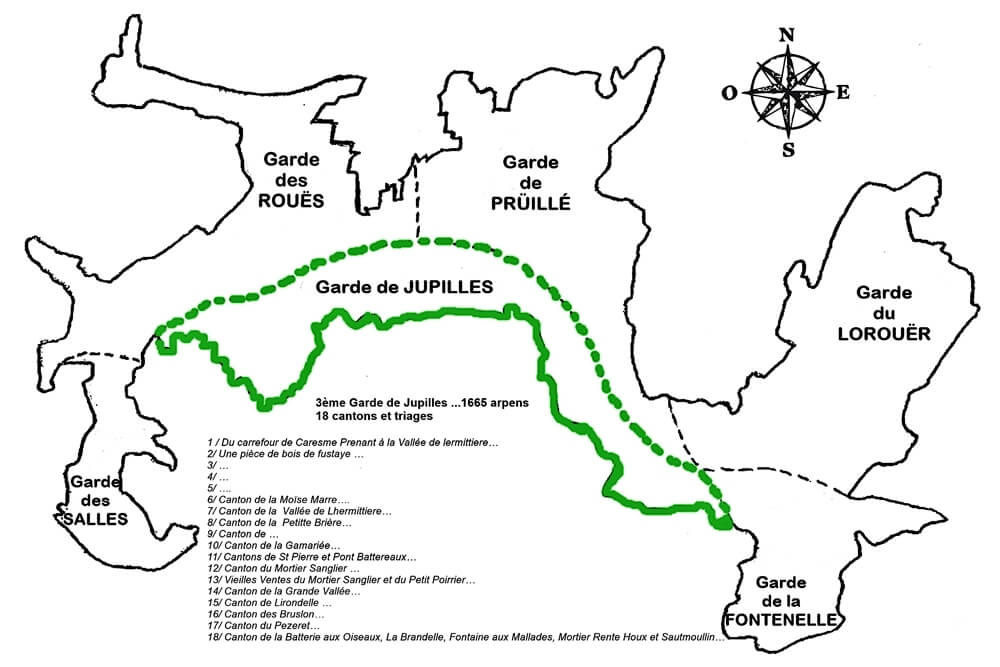 N
O
E
S
Garde
des
ROUËS
Garde
de
PRÜILLÉ
Garde de JUPILLES
Garde
du
LOROUËR
3ème Garde de Jupilles ...1665 arpens
18 cantons et triages
1 / Du carrefour de Caresme Prenant à la Vallée de lermittiere…
2/ Une pièce de bois de fustaye …
3/ …
4/ …
5/ ….
6/ Canton de la Moïse Marre….
7/ Canton de la  Vallée de Lhermittiere…
8/ Canton de la  Petitte Brière…
9/ Canton de …
10/ Canton de la Gamariée…
11/ Cantons de St Pierre et Pont Battereaux…
12/ Canton du Mortier Sanglier …
13/ Vieilles Ventes du Mortier Sanglier et du Petit Poirrier…
14/ Canton de la Grande Vallée…
15/ Canton de Lirondelle …
16/ Canton des Bruslon…
17/ Canton du Pezeret…
18/ Canton de la Batterie aux Oiseaux, La Brandelle, Fontaine aux Mallades, Mortier Rente Houx et Sautmoullin…
Garde
des
SALLES
Garde
de la
FONTENELLE